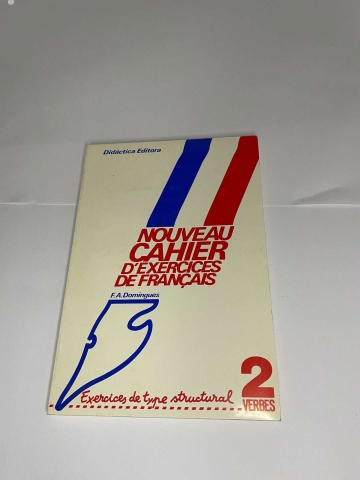 Didáctica Editora
NOUVEAU
CAHIER
D'EXERCICES
DE FRANÇAIS
F.A. Domingues
Exercices de type structural
2
VERBES